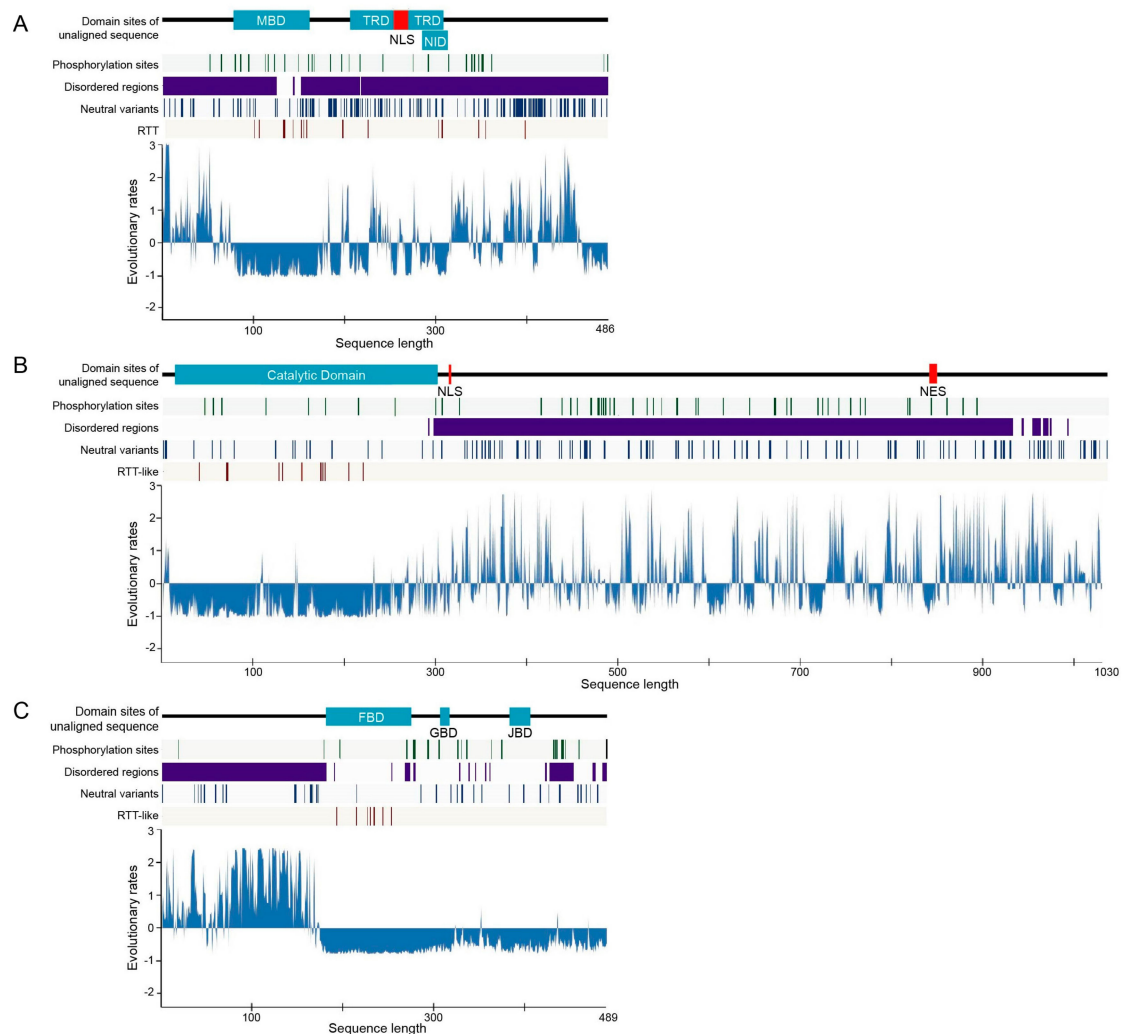 A
Domain sites of
unaligned sequence
MBD
TRD
TRD
NLS
NID
Phosphorylation sites
Disordered regions
Neutral variants
RTT
Evolutionary rates
3
2
1
0
-1
-2
100
300
486
Sequence length
B
Domain sites of
unaligned sequence
Catalytic Domain
NLS
NES
Phosphorylation sites
Disordered regions
Neutral variants
RTT-like
Evolutionary rates
3
2
1
0
-1
-2
100
300
500
700
900
1030
Sequence length
C
Domain sites of
unaligned sequence
FBD
GBD
JBD
Phosphorylation sites
Disordered regions
Neutral variants
RTT-like
Evolutionary rates
3
2
1
0
-1
-2
100
300
489
Sequence length